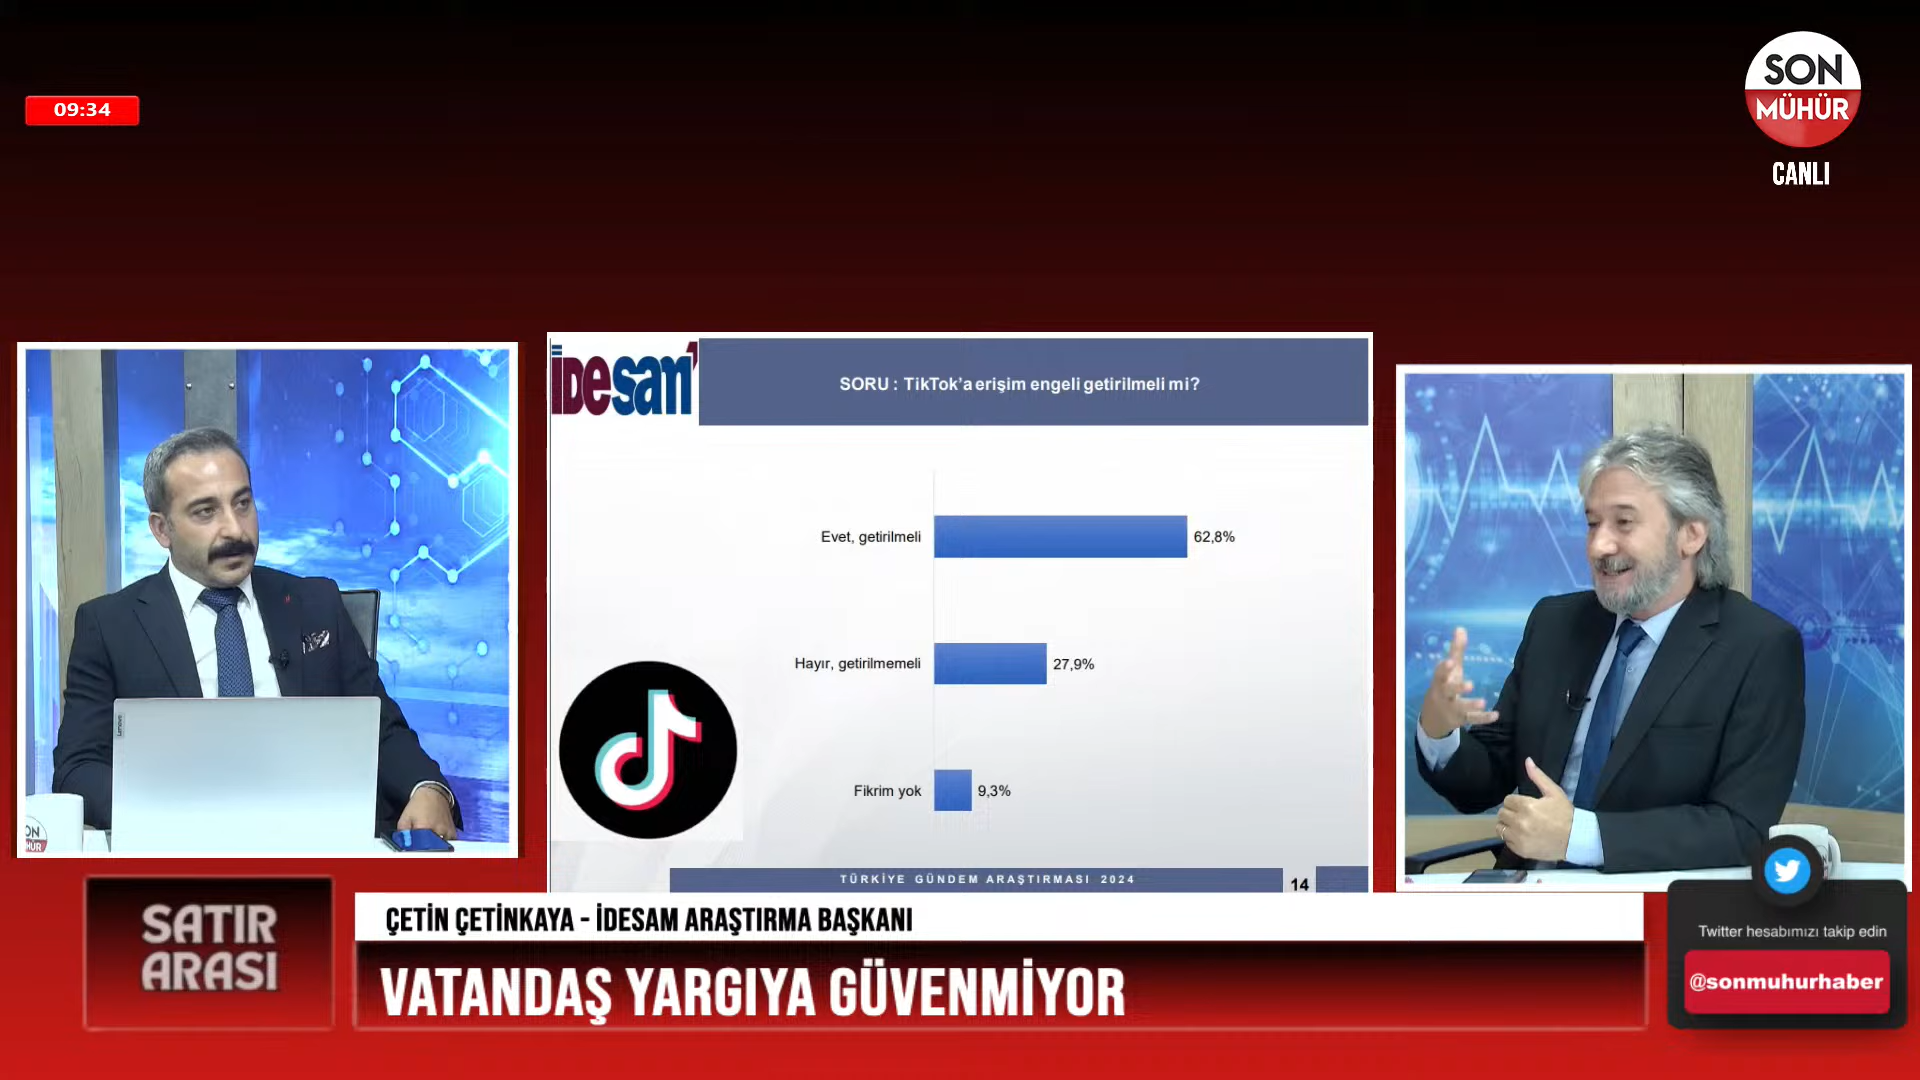 09:34
SON
MÜHÜR
CANLI
idesam
SORU : TikTok'a erişim engeli getirilmeli mi?
Evet, getirilmeli 62,8%
Hayır, getirilmemeli 27,9%
Fikrim yok 9,3%
TÜRKİYE GÜNDEM ARAŞTIRMASI 2024
14
Lenovo
SATIR
ARASI
ÇETİN ÇETİNKAYA - İDESAM ARAŞTIRMA BAŞKANI
VATANDAŞ YARGIYA GÜVENMİYOR
Twitter hesabımızı takip edin
@sonmuhurhaber